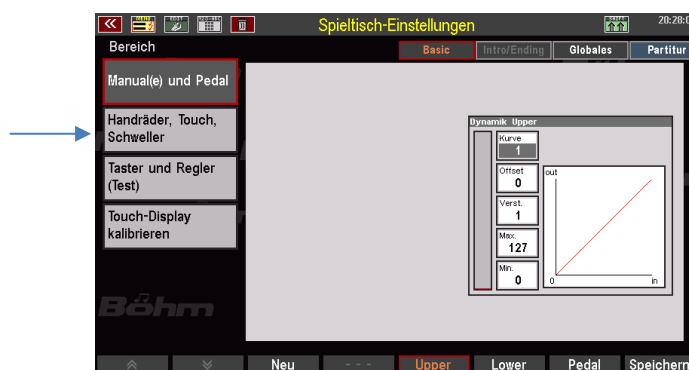 Spieltisch-Einstellungen
20:28:0
Bereich
Basic
Intro/Ending
Globales
Partitur
Manual(e) und Pedal
Handräder, Touch,
Schweller
Taster und Regler
(Test)
Touch-Display
kalibrieren
Dynamik Upper
Kurve
1
Offset
0
Verst.
1
Max.
127
Min.
0
out
0
in
Böhm
Neu
- - -
Upper
Lower
Pedal
Speichern